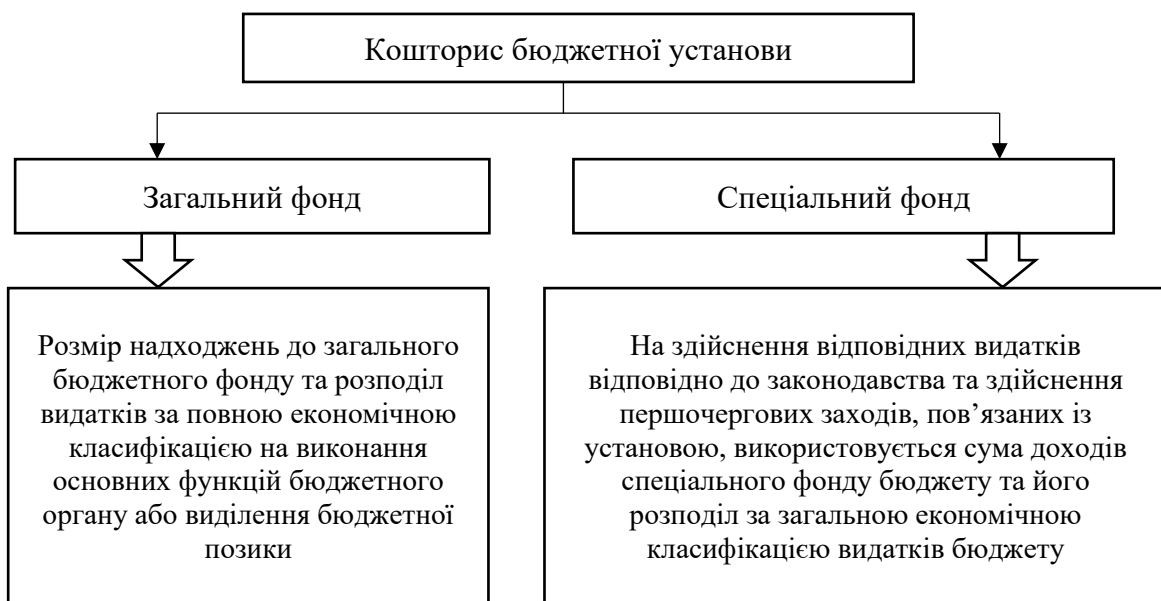 Кошторис бюджетної установи
Загальний фонд
Спеціальний фонд
Розмір надходжень до загального
бюджетного фонду та розподіл
видатків за повною економічною
класифікацією на виконання
основних функцій бюджетного
органу або виділення бюджетної
позики
На здійснення відповідних видатків
відповідно до законодавства та здійснення
першочергових заходів, пов’язаних із
установою, використовується сума доходів
спеціального фонду бюджету та його
розподіл за загальною економічною
класифікацією видатків бюджету